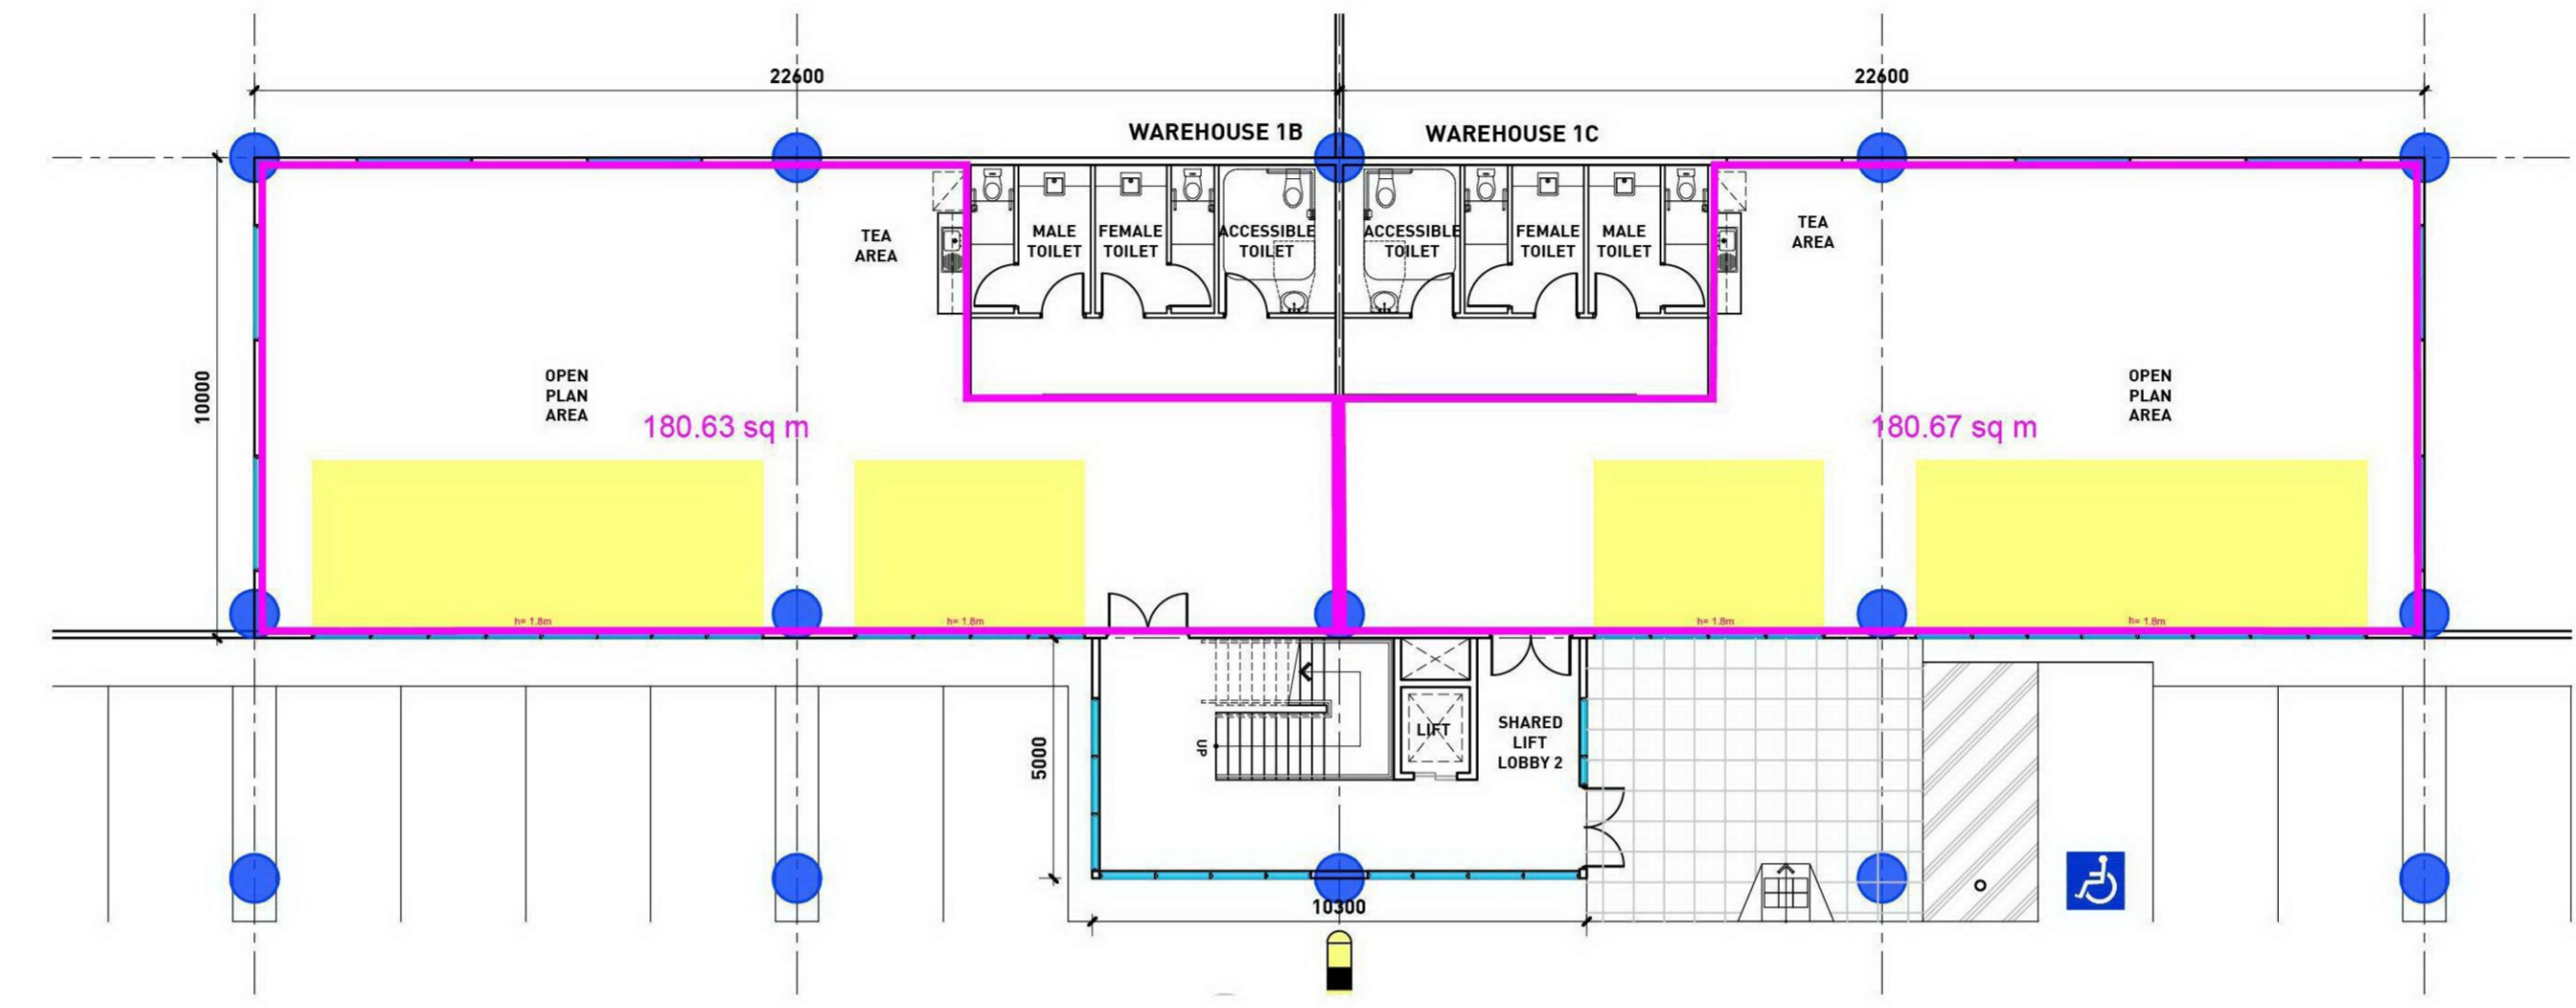 22600
22600
WAREHOUSE 1B
WAREHOUSE 1C
TEA
AREA
MALE
TOILET
FEMALE
TOILET
ACCESSIBLE
TOILET
ACCESSIBLE
TOILET
FEMALE
TOILET
MALE
TOILET
TEA
AREA
10000
OPEN
PLAN
AREA
180.63 sq m
180.67 sq m
OPEN
PLAN
AREA
h= 1.8m
h= 1.8m
h= 1.8m
h= 1.8m
5000
UP
LIFT
SHARED
LIFT
LOBBY 2
10300